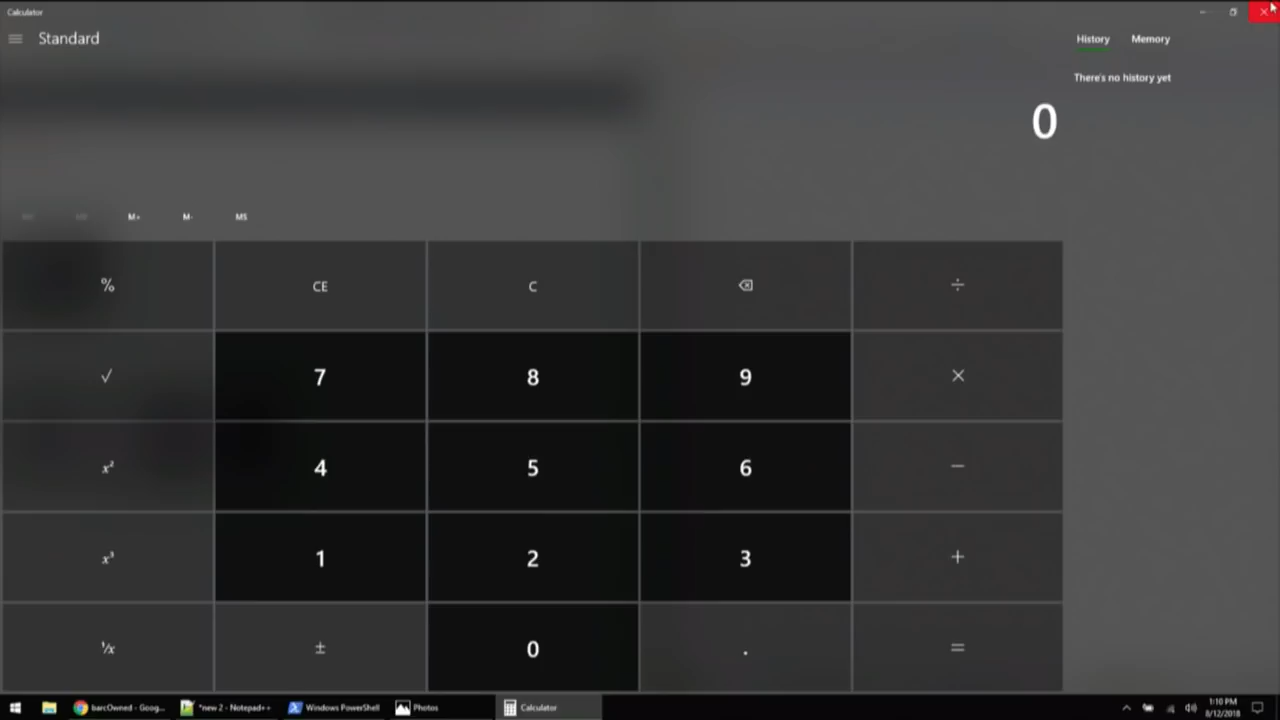 Calculator
Standard
History Memory
There's no history yet
0
M+ M- MS
% CE C ÷
√ 7 8 9 ×
x² 4 5 6 −
x³ 1 2 3 +
¹/x ± 0 . =
barcOwned - Goog... *new 2 - Notepad++ Windows PowerShell Photos Calculator
1:10 PM
8/12/2018